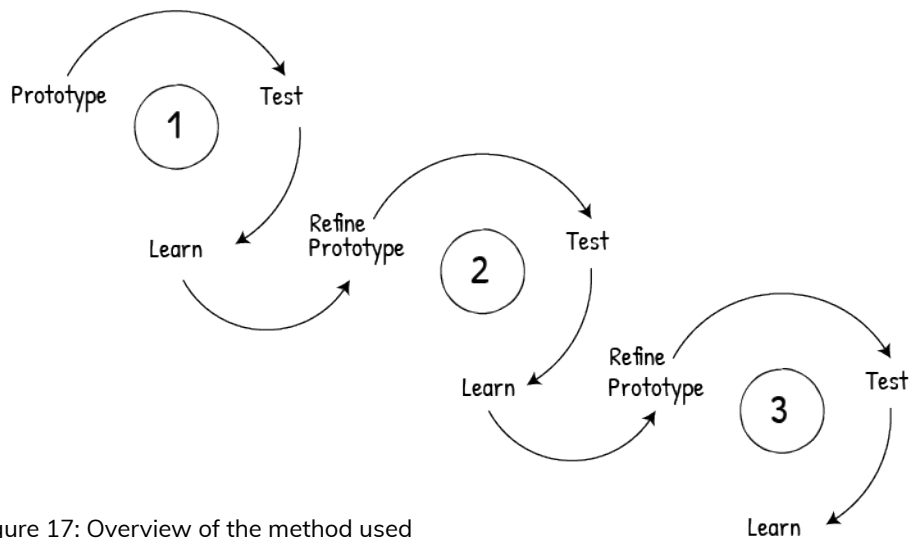 Prototype
Test
1
Learn
Refine
Prototype
Test
2
Learn
Refine
Prototype
Test
3
Learn
gure 17: Overview of the method used